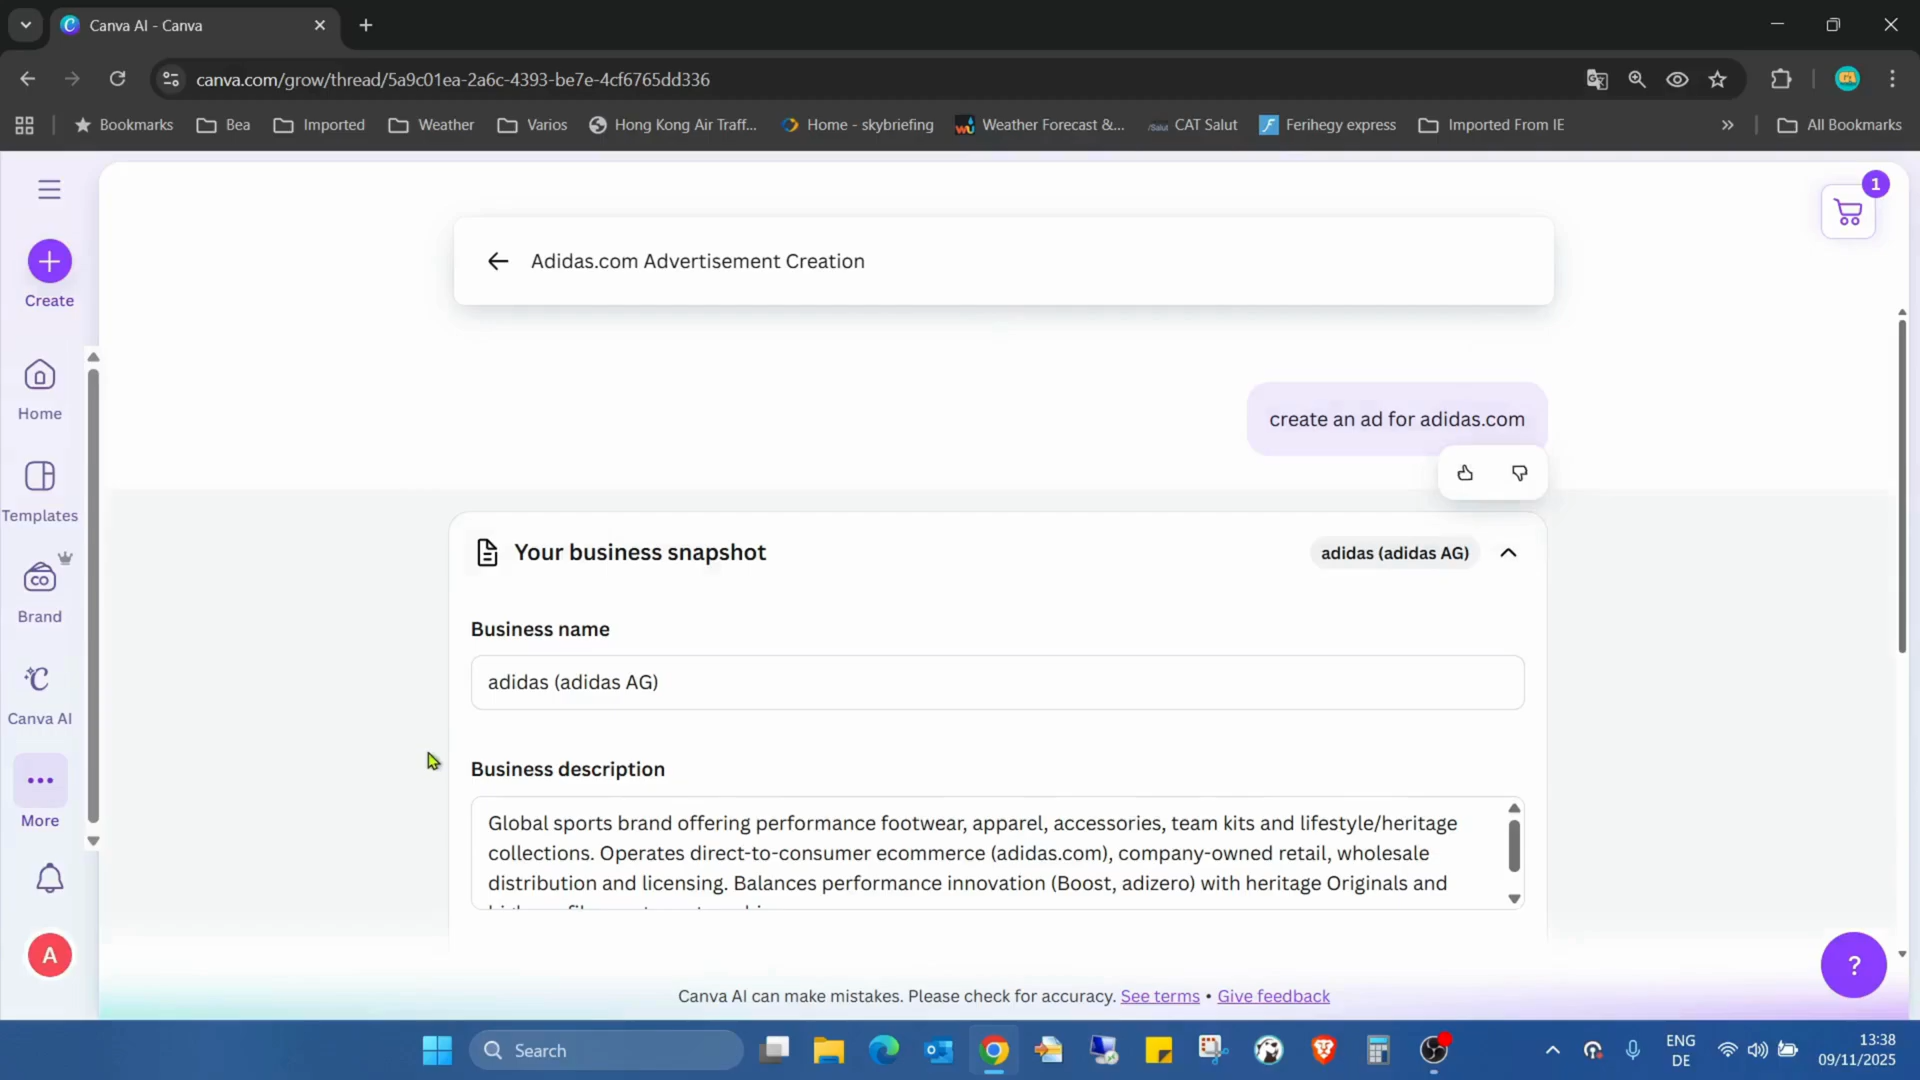 Canva AI - Canva
canva.com/grow/thread/5a9c01ea-2a6c-4393-be7e-4cf6765dd336
Bookmarks
Bea
Imported
Weather
Varios
Hong Kong Air Traff...
Home - skybriefing
Weather Forecast &...
CAT Salut
Ferihegy express
Imported From IE
»
All Bookmarks
1
Adidas.com Advertisement Creation
Create
Home
Templates
Brand
Canva AI
More
A
create an ad for adidas.com
Your business snapshot
adidas (adidas AG)
Business name
adidas (adidas AG)
Business description
Global sports brand offering performance footwear, apparel, accessories, team kits and lifestyle/heritage
collections. Operates direct-to-consumer ecommerce (adidas.com), company-owned retail, wholesale
distribution and licensing. Balances performance innovation (Boost, adizero) with heritage Originals and
?
Canva AI can make mistakes. Please check for accuracy. See terms • Give feedback
Search
ENG
DE
13:38
09/11/2025